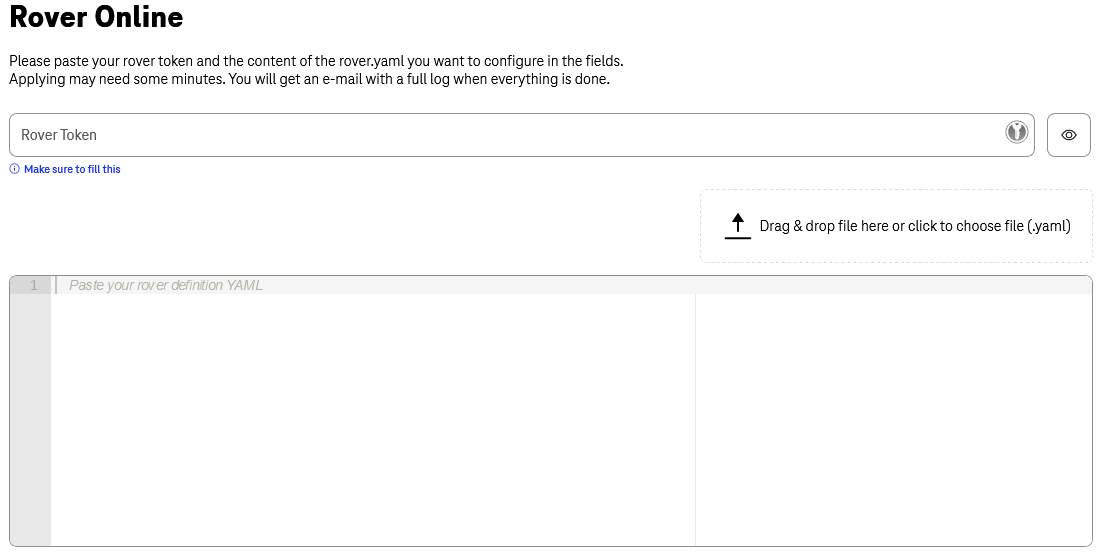 Rover Online
Please paste your rover token and the content of the rover.yaml you want to configure in the fields.
Applying may need some minutes. You will get an e-mail with a full log when everything is done.
Rover Token
Make sure to fill this
Drag & drop file here or click to choose file (.yaml)
1
Paste your rover definition YAML